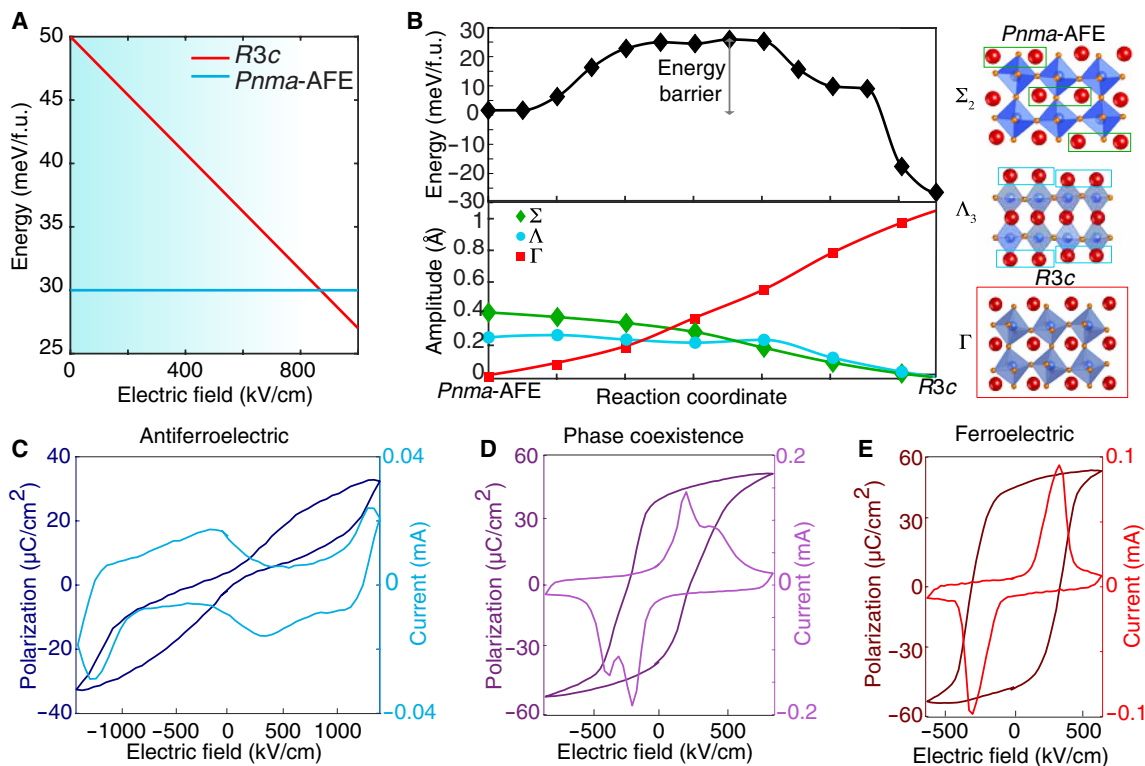 A
50
45
40
35
30
25
Energy (meV/f.u.)
R3c
Pnma-AFE
0
400
800
Electric field (kV/cm)
B
30
20
10
0
−10
−20
−30
Energy (meV/f.u.)
Energy
barrier
1
0.8
0.6
0.4
0.2
0
Amplitude (Å)
Σ
Λ
Γ
Pnma-AFE
R3c
Reaction coordinate
Pnma-AFE
Σ2
Λ3
R3c
Γ
C
Antiferroelectric
40
20
0
−20
−40
Polarization (μC/cm2)
0.04
0
−0.04
Current (mA)
−1000
−500
0
500
1000
Electric field (kV/cm)
D
Phase coexistence
60
30
0
−30
−60
Polarization (μC/cm2)
0.2
0
−0.2
Current (mA)
−500
0
500
Electric field (kV/cm)
E
Ferroelectric
60
30
0
−30
−60
Polarization (μC/cm2)
0.1
0
−0.1
Current (mA)
−500
0
500
Electric field (kV/cm)